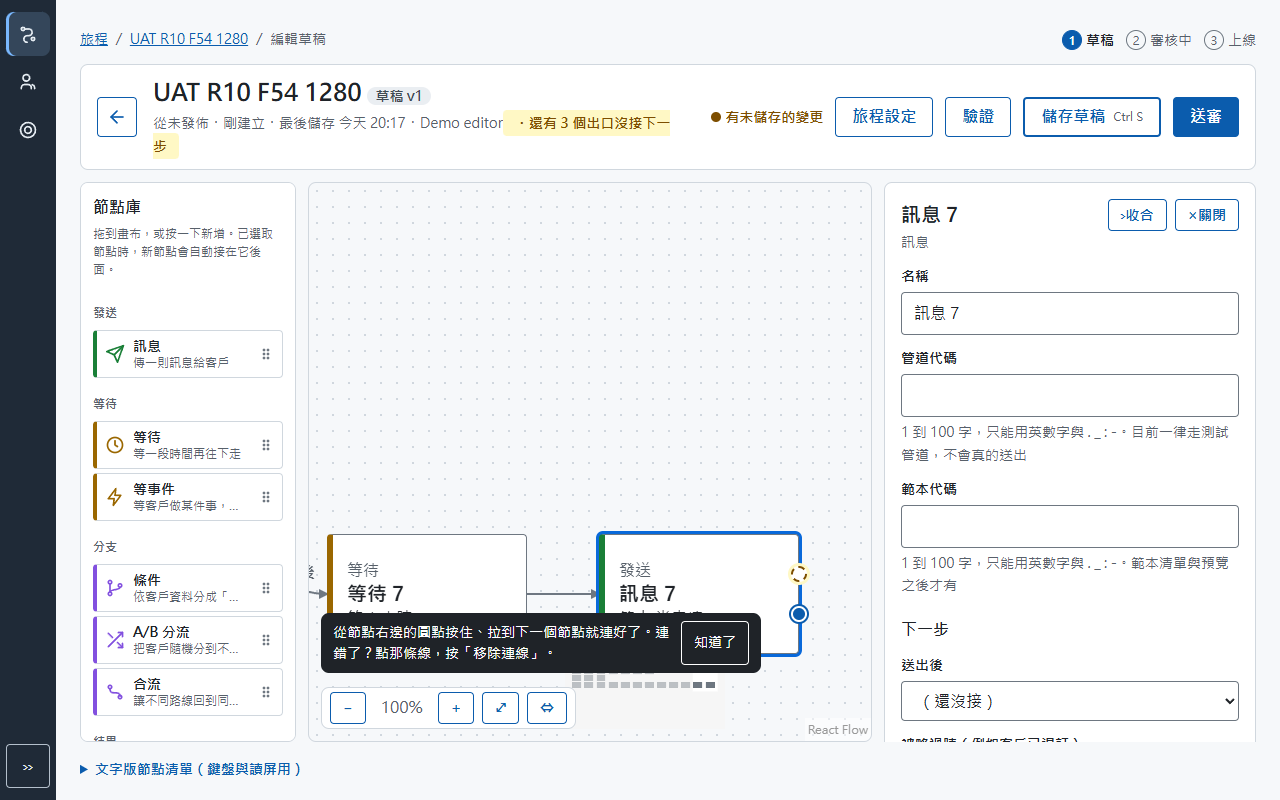 旅程 / UAT R10 F54 1280 / 編輯草稿
1 草稿 2 審核中 3 上線
UAT R10 F54 1280 草稿 v1
從未發佈 · 剛建立 · 最後儲存 今天 20:17 · Demo editor · 還有 3 個出口沒接下一
步
有未儲存的變更
旅程設定
驗證
儲存草稿 Ctrl S
送審
節點庫
拖到畫布，或按一下新增。已選取
節點時，新節點會自動接在它後
面。
發送
訊息
傳一則訊息給客戶
等待
等待
等一段時間再往下走
等事件
等客戶做某件事，...
分支
條件
依客戶資料分成「...
A/B 分流
把客戶隨機分到不...
合流
讓不同路線回到同...
結果
等待
等待 7
發送
訊息 7
從節點右邊的圓點按住、拉到下一個節點就連好了。連
錯了？點那條線，按「移除連線」。
知道了
− 100% +
React Flow
訊息 7
›收合
×關閉
訊息
名稱
訊息 7
管道代碼
1 到 100 字，只能用英數字與 . _ : - 。目前一律走測試
管道，不會真的送出
範本代碼
1 到 100 字，只能用英數字與 . _ : - 。範本清單與預覽
之後才有
下一步
送出後
（還沒接）
>>
▶ 文字版節點清單（鍵盤與讀屏用）